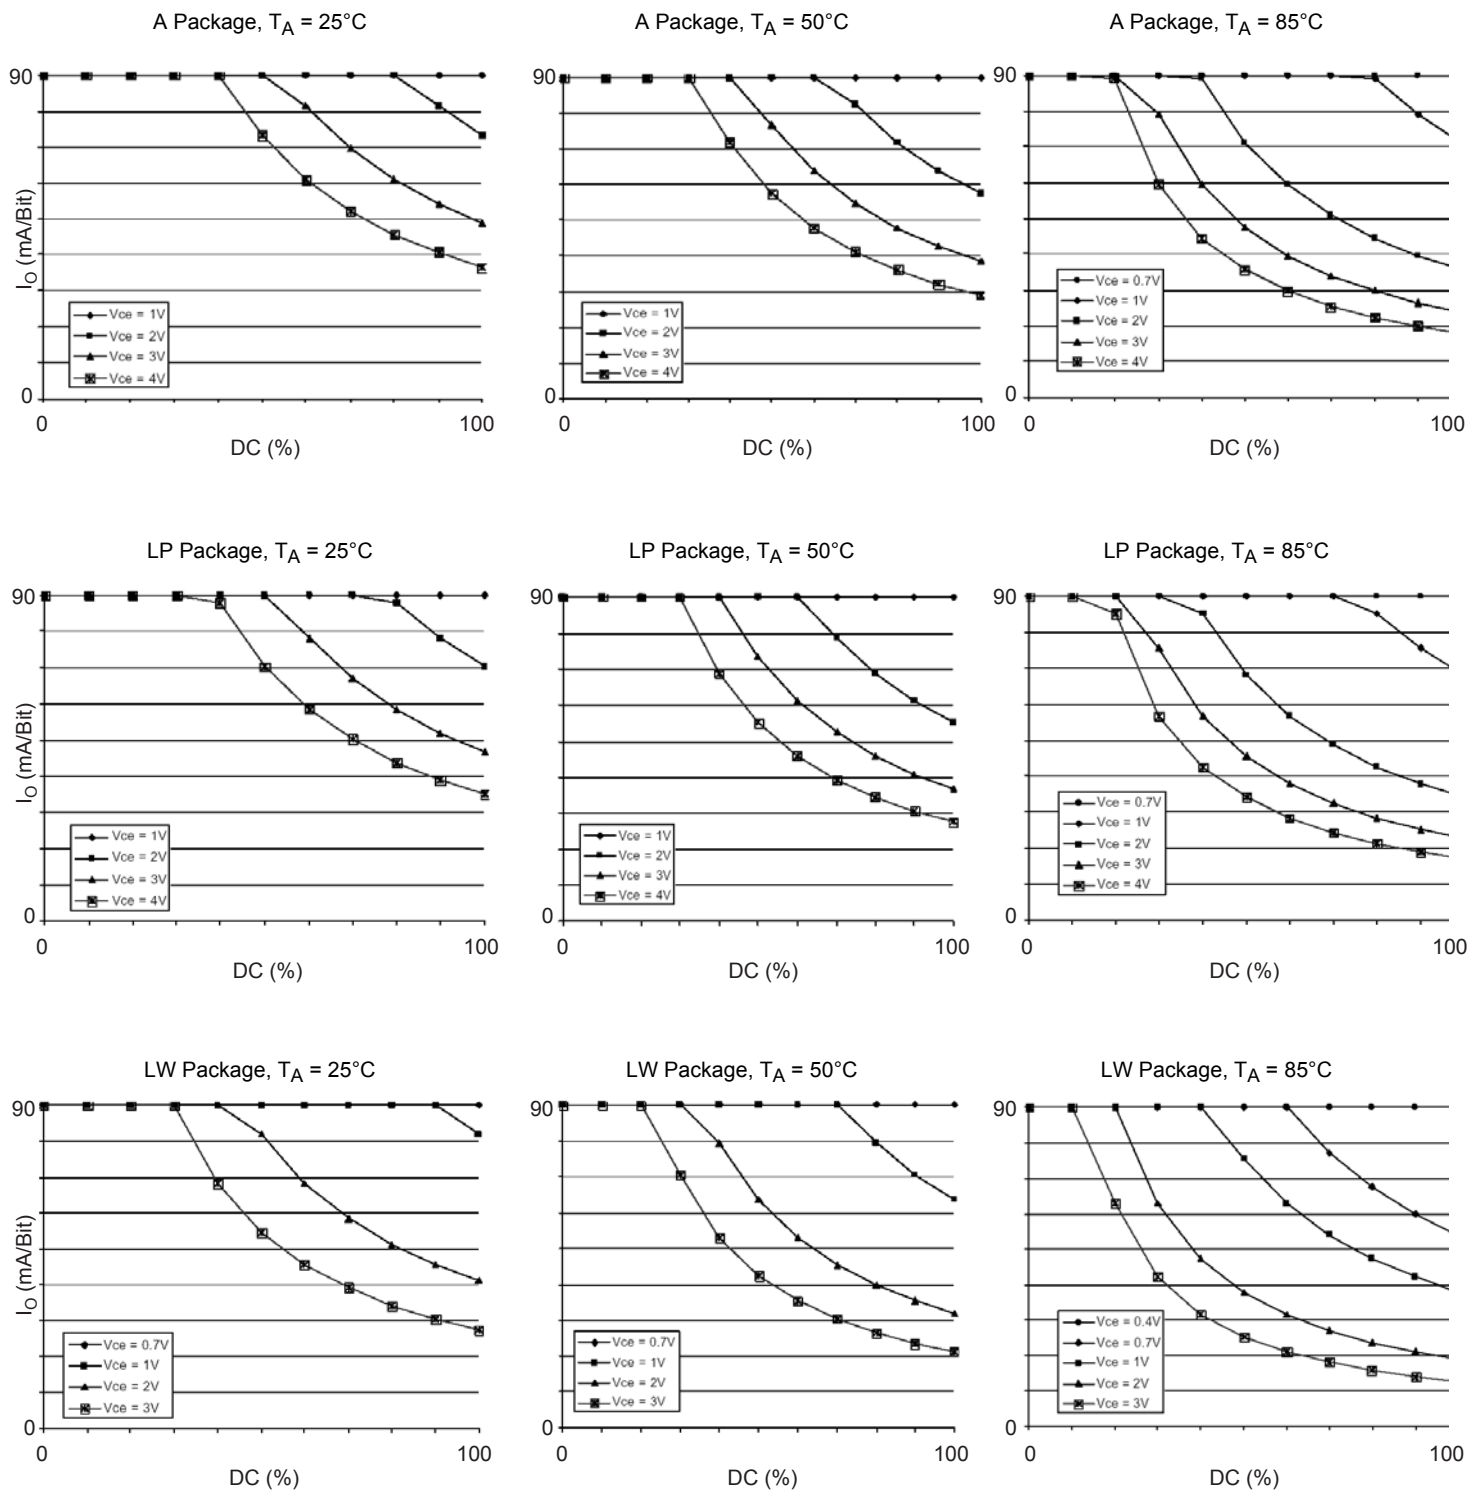 A Package, TA = 25°C
90
IO (mA/Bit)
Vce = 1V
Vce = 2V
Vce = 3V
Vce = 4V
0
0
100
DC (%)
A Package, TA = 50°C
90
Vce = 1V
Vce = 2V
Vce = 3V
Vce = 4V
0
0
100
DC (%)
A Package, TA = 85°C
90
Vce = 0.7V
Vce = 1V
Vce = 2V
Vce = 3V
Vce = 4V
0
0
100
DC (%)
LP Package, TA = 25°C
90
IO (mA/Bit)
Vce = 1V
Vce = 2V
Vce = 3V
Vce = 4V
0
0
100
DC (%)
LP Package, TA = 50°C
90
Vce = 1V
Vce = 2V
Vce = 3V
Vce = 4V
0
0
100
DC (%)
LP Package, TA = 85°C
90
Vce = 0.7V
Vce = 1V
Vce = 2V
Vce = 3V
Vce = 4V
0
0
100
DC (%)
LW Package, TA = 25°C
90
IO (mA/Bit)
Vce = 0.7V
Vce = 1V
Vce = 2V
Vce = 3V
0
0
100
DC (%)
LW Package, TA = 50°C
90
Vce = 0.7V
Vce = 1V
Vce = 2V
Vce = 3V
0
0
100
DC (%)
LW Package, TA = 85°C
90
Vce = 0.4V
Vce = 0.7V
Vce = 1V
Vce = 2V
Vce = 3V
0
0
100
DC (%)